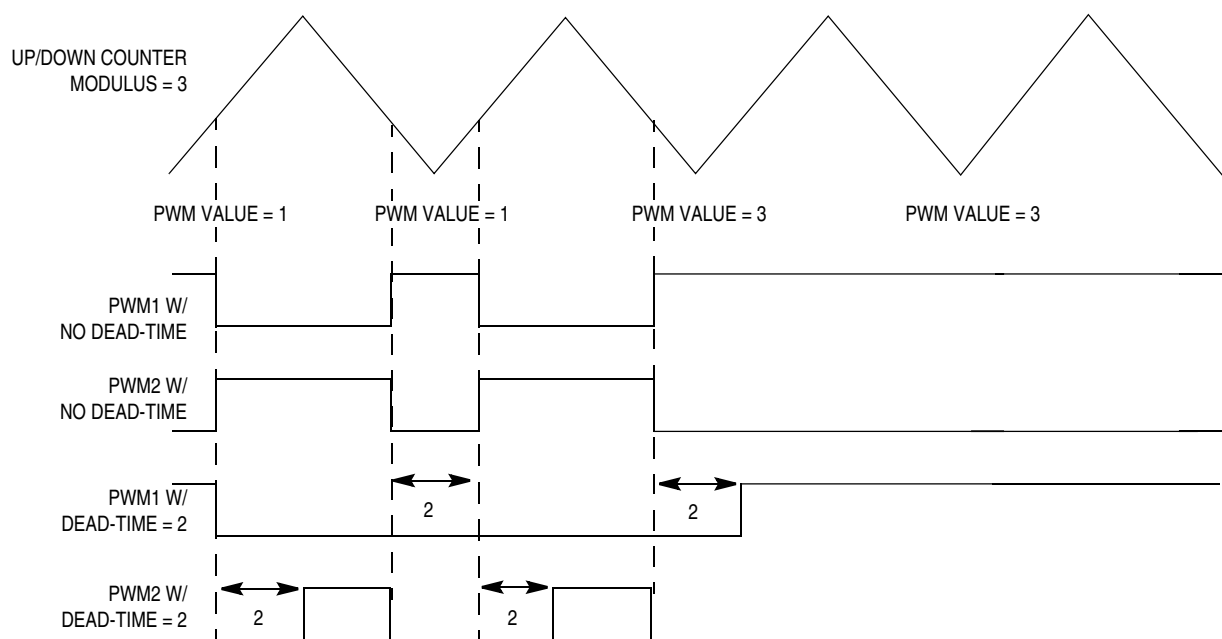 UP/DOWN COUNTER
MODULUS = 3
PWM VALUE = 1
PWM VALUE = 1
PWM VALUE = 3
PWM VALUE = 3
PWM1 W/
NO DEAD-TIME
PWM2 W/
NO DEAD-TIME
PWM1 W/
DEAD-TIME = 2
2
2
PWM2 W/
DEAD-TIME = 2
2
2